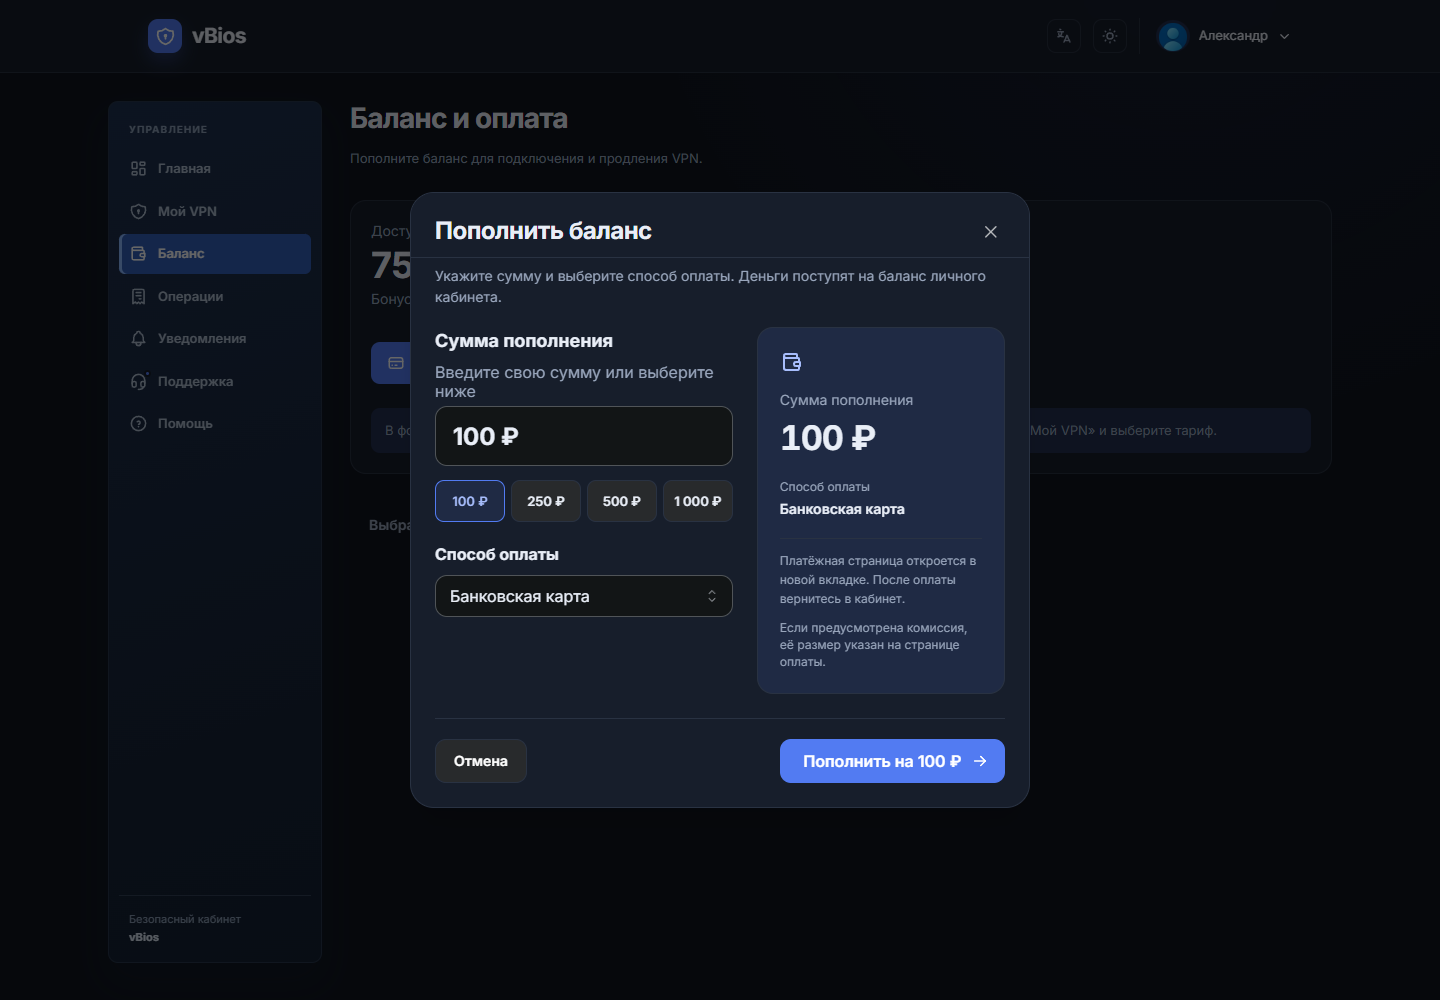 vBios
Александр
УПРАВЛЕНИЕ
Главная
Мой VPN
Баланс
Операции
Уведомления
Поддержка
Помощь
Безопасный кабинет
vBios
Баланс и оплата
Пополните баланс для подключения и продления VPN.
75
Мой VPN» и выберите тариф.
Пополнить баланс
Укажите сумму и выберите способ оплаты. Деньги поступят на баланс личного
кабинета.
Сумма пополнения
Введите свою сумму или выберите
ниже
100 ₽
100 ₽ 250 ₽ 500 ₽ 1 000 ₽
Способ оплаты
Банковская карта
Сумма пополнения
100 ₽
Способ оплаты
Банковская карта
Платёжная страница откроется в
новой вкладке. После оплаты
вернитесь в кабинет.
Если предусмотрена комиссия,
её размер указан на странице
оплаты.
Отмена
Пополнить на 100 ₽